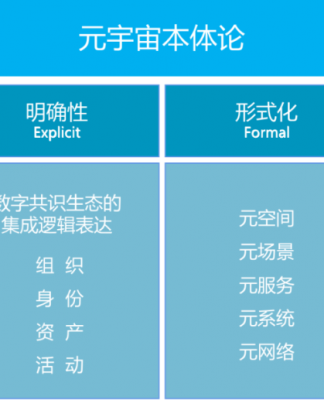 元宇宙本体论
明确性
Explicit
数字共识生态的
集成逻辑表达
组 织
身 份
资 产
活 动
形式化
Formal
元空间
元场景
元服务
元系统
元网络